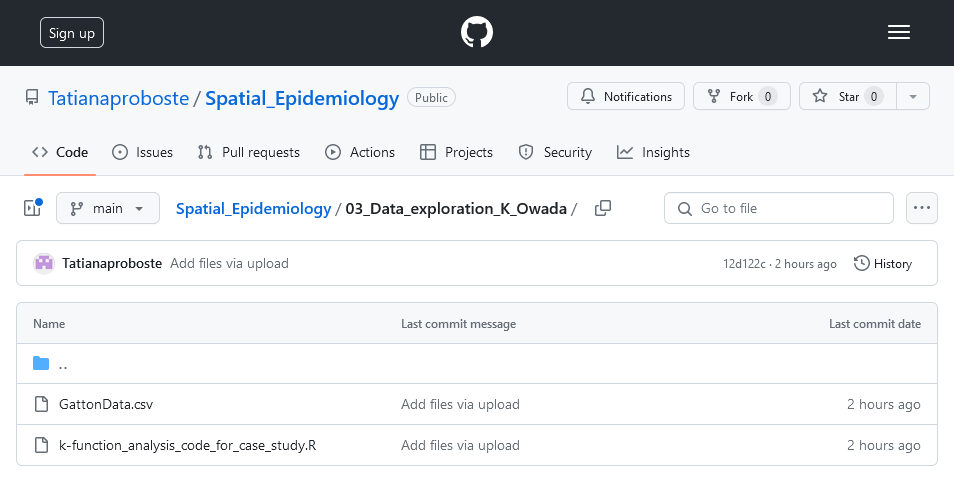 Sign up
Tatianaproboste / Spatial_Epidemiology Public Notifications Fork 0 Star 0
Code Issues Pull requests Actions Projects Security Insights
main Spatial_Epidemiology / 03_Data_exploration_K_Owada / Go to file
Tatianaproboste Add files via upload 12d122c · 2 hours ago History
Name Last commit message Last commit date
..
GattonData.csv Add files via upload 2 hours ago
k-function_analysis_code_for_case_study.R Add files via upload 2 hours ago